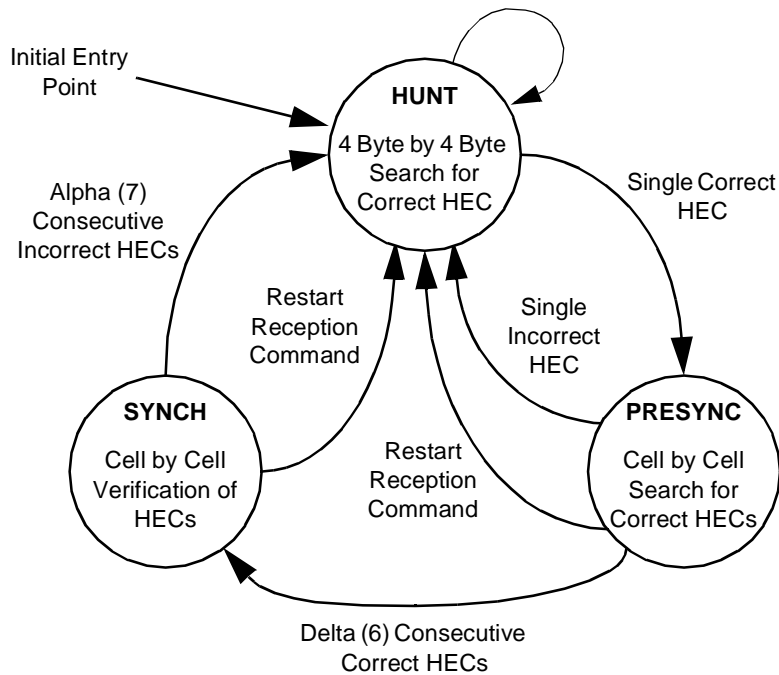 Initial Entry
Point
HUNT
4 Byte by 4 Byte
Search for
Correct HEC
Single Correct
HEC
Alpha (7)
Consecutive
Incorrect HECs
Restart
Reception
Command
Single
Incorrect
HEC
SYNCH
Cell by Cell
Verification of
HECs
Restart
Reception
Command
PRESYNC
Cell by Cell
Search for
Correct HECs
Delta (6) Consecutive
Correct HECs